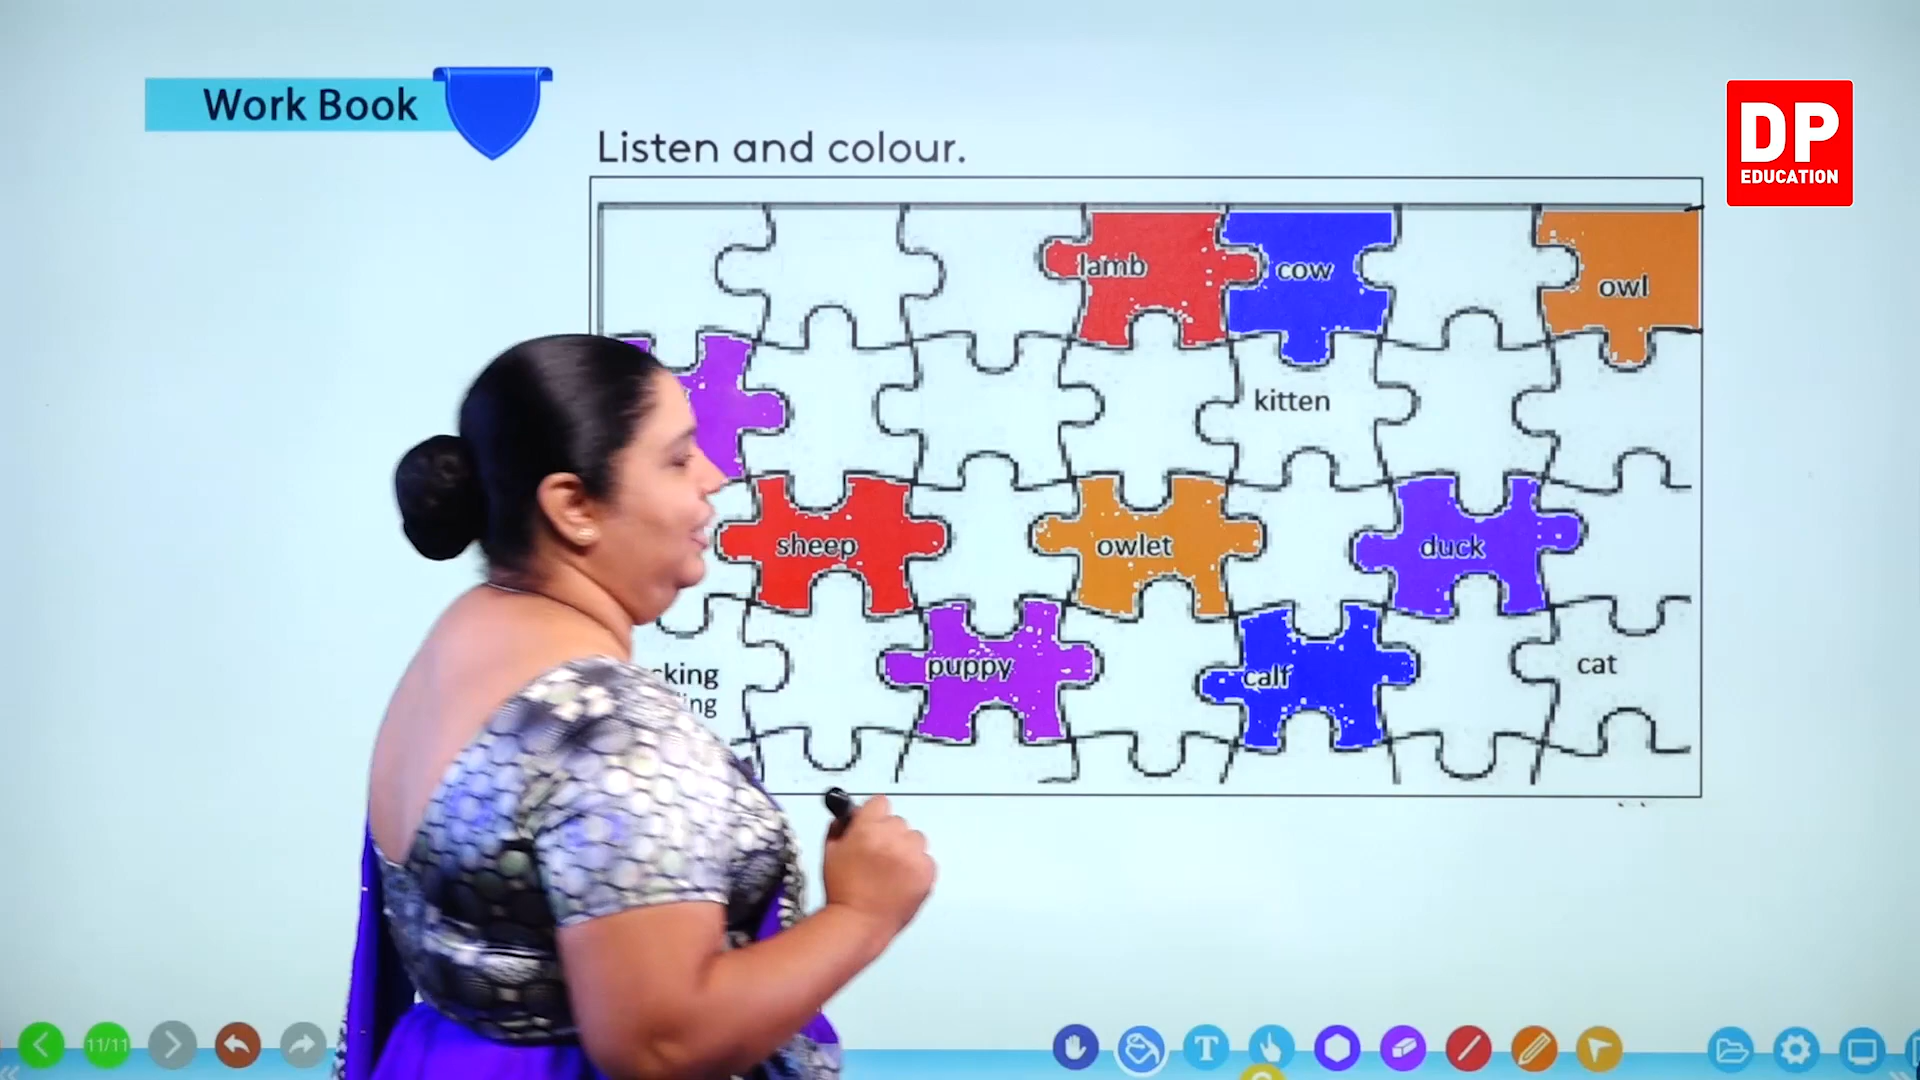 Work Book
DP
EDUCATION
Listen and colour.
lamb
cow
owl
kitten
sheep
owlet
duck
puppy
calf
cat
11/11
T